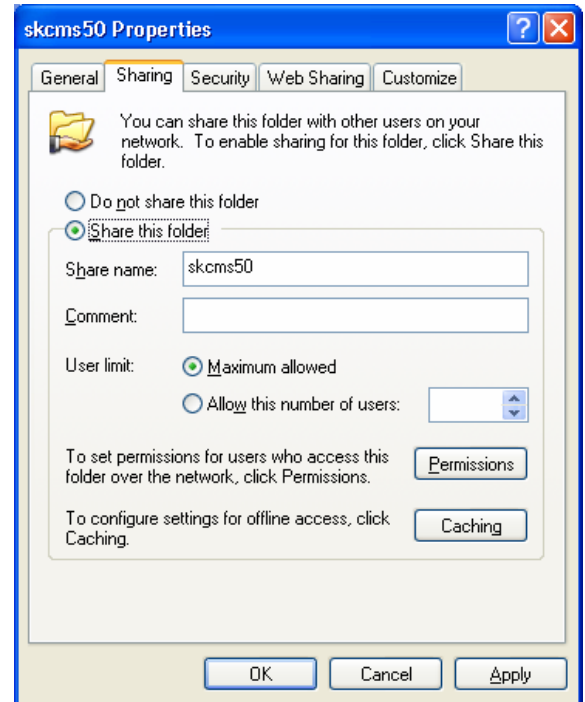 skcms50 Properties
General Sharing Security Web Sharing Customize
You can share this folder with other users on your
network. To enable sharing for this folder, click Share this
folder.
Do not share this folder
Share this folder
Share name: skcms50
Comment:
User limit: Maximum allowed
Allow this number of users:
To set permissions for users who access this
folder over the network, click Permissions.
Permissions
To configure settings for offline access, click
Caching.
Caching
OK Cancel Apply